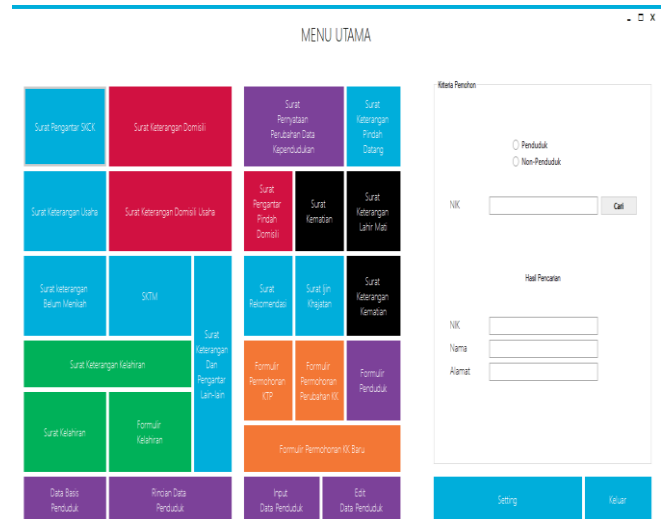 MENU UTAMA
Surat Pengantar SKCK
Surat Keterangan Domisili
Surat
Pernyataan
Perubahan Data
Kependudukan
Surat
Keterangan
Pindah
Datang
Surat Keterangan Usaha
Surat Keterangan Domisili Usaha
Surat
Pengantar
Pindah
Domisili
Surat
Kematian
Surat
Keterangan
Lahir Mati
Surat keterangan
Belum Menikah
SKTM
Surat
Keterangan
Dan
Pengantar
Lain-lain
Surat
Rekomendasi
Surat Ijin
Khajatan
Surat
Keterangan
Kematian
Surat Keterangan Kelahiran
Formulir
Permohonan
KTP
Formulir
Permohonan
Perubahan KK
Formulir
Penduduk
Surat Kelahiran
Formulir
Kelahiran
Formulir Permohonan KK Baru
Data Basis
Penduduk
Rincian Data
Penduduk
Input
Data Penduduk
Edit
Data Penduduk
Kriteria Pemohon
Penduduk
Non-Penduduk
NIK
Cari
Hasil Pencarian
NIK
Nama
Alamat
Setting
Keluar